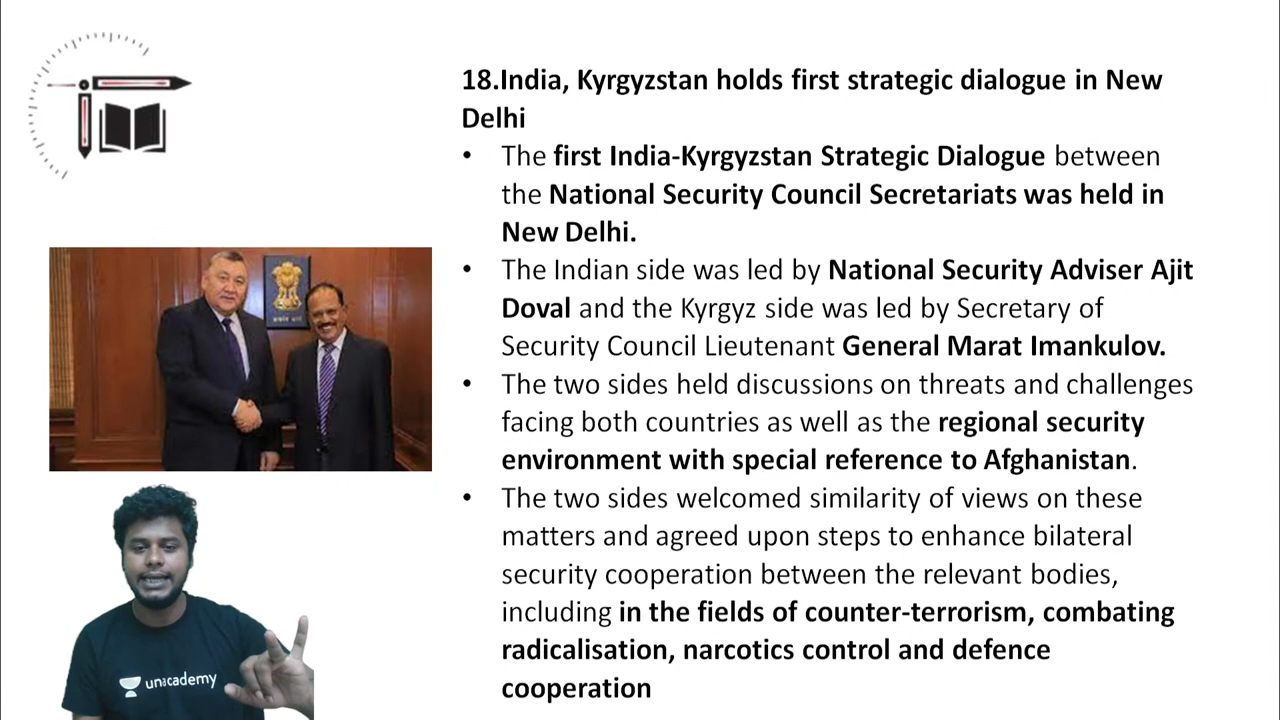 18.India, Kyrgyzstan holds first strategic dialogue in New
Delhi
• The first India-Kyrgyzstan Strategic Dialogue between
the National Security Council Secretariats was held in
New Delhi.
• The Indian side was led by National Security Adviser Ajit
Doval and the Kyrgyz side was led by Secretary of
Security Council Lieutenant General Marat Imankulov.
• The two sides held discussions on threats and challenges
facing both countries as well as the regional security
environment with special reference to Afghanistan.
• The two sides welcomed similarity of views on these
matters and agreed upon steps to enhance bilateral
security cooperation between the relevant bodies,
including in the fields of counter-terrorism, combating
radicalisation, narcotics control and defence
cooperation
unacademy